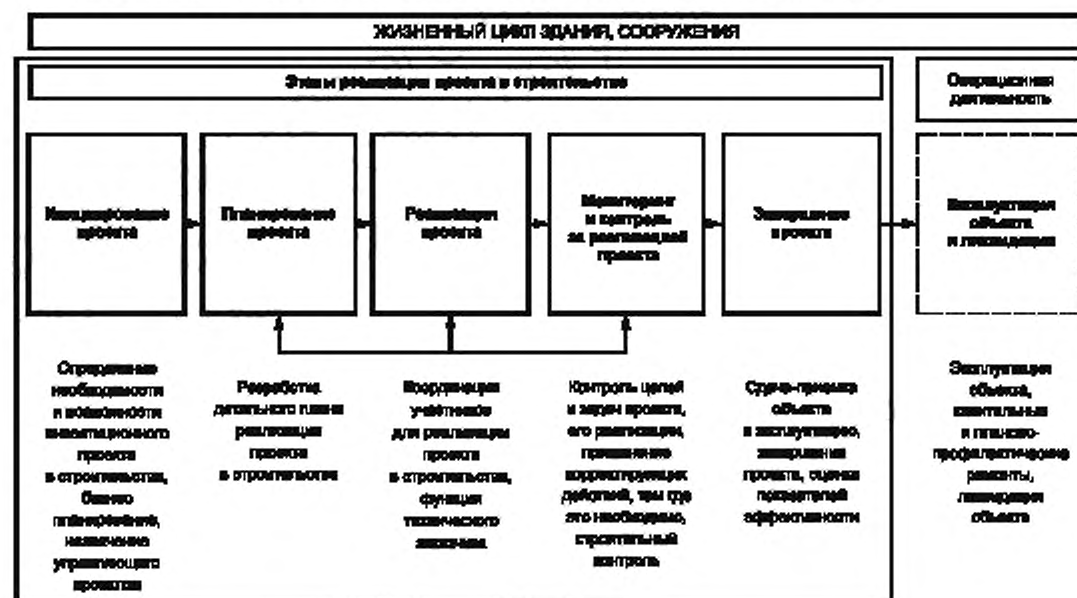 ЖИЗНЕННЫЙ ЦИКЛ ЗДАНИЯ, СООРУЖЕНИЯ
Этапы реализации проекта в строительстве
Операционная
деятельность
Инициирование
проекта
Планирование
проекта
Реализация
проекта
Мониторинг
и контроль
за реализацией
проекта
Завершение
проекта
Эксплуатация
объекта
и ликвидация
Определение
необходимости
и возможности
инвестиционного
проекта
в строительстве,
бизнес
планирование,
назначение
управляющего
проектом
Разработка
детального плана
реализации
проекта
в строительстве
Координация
участников
для реализации
проекта
в строительстве,
функция
технического
заказчика
Контроль целей
и задач проекта,
его реализации,
применение
корректирующих
действий, там где
это необходимо,
строительный
контроль
Сдача-приемка
объекта
в эксплуатацию,
завершение
проекта, оценка
показателей
эффективности
Эксплуатация
объекта,
капитальные
и планово-
профилактические
ремонты,
ликвидация
объекта